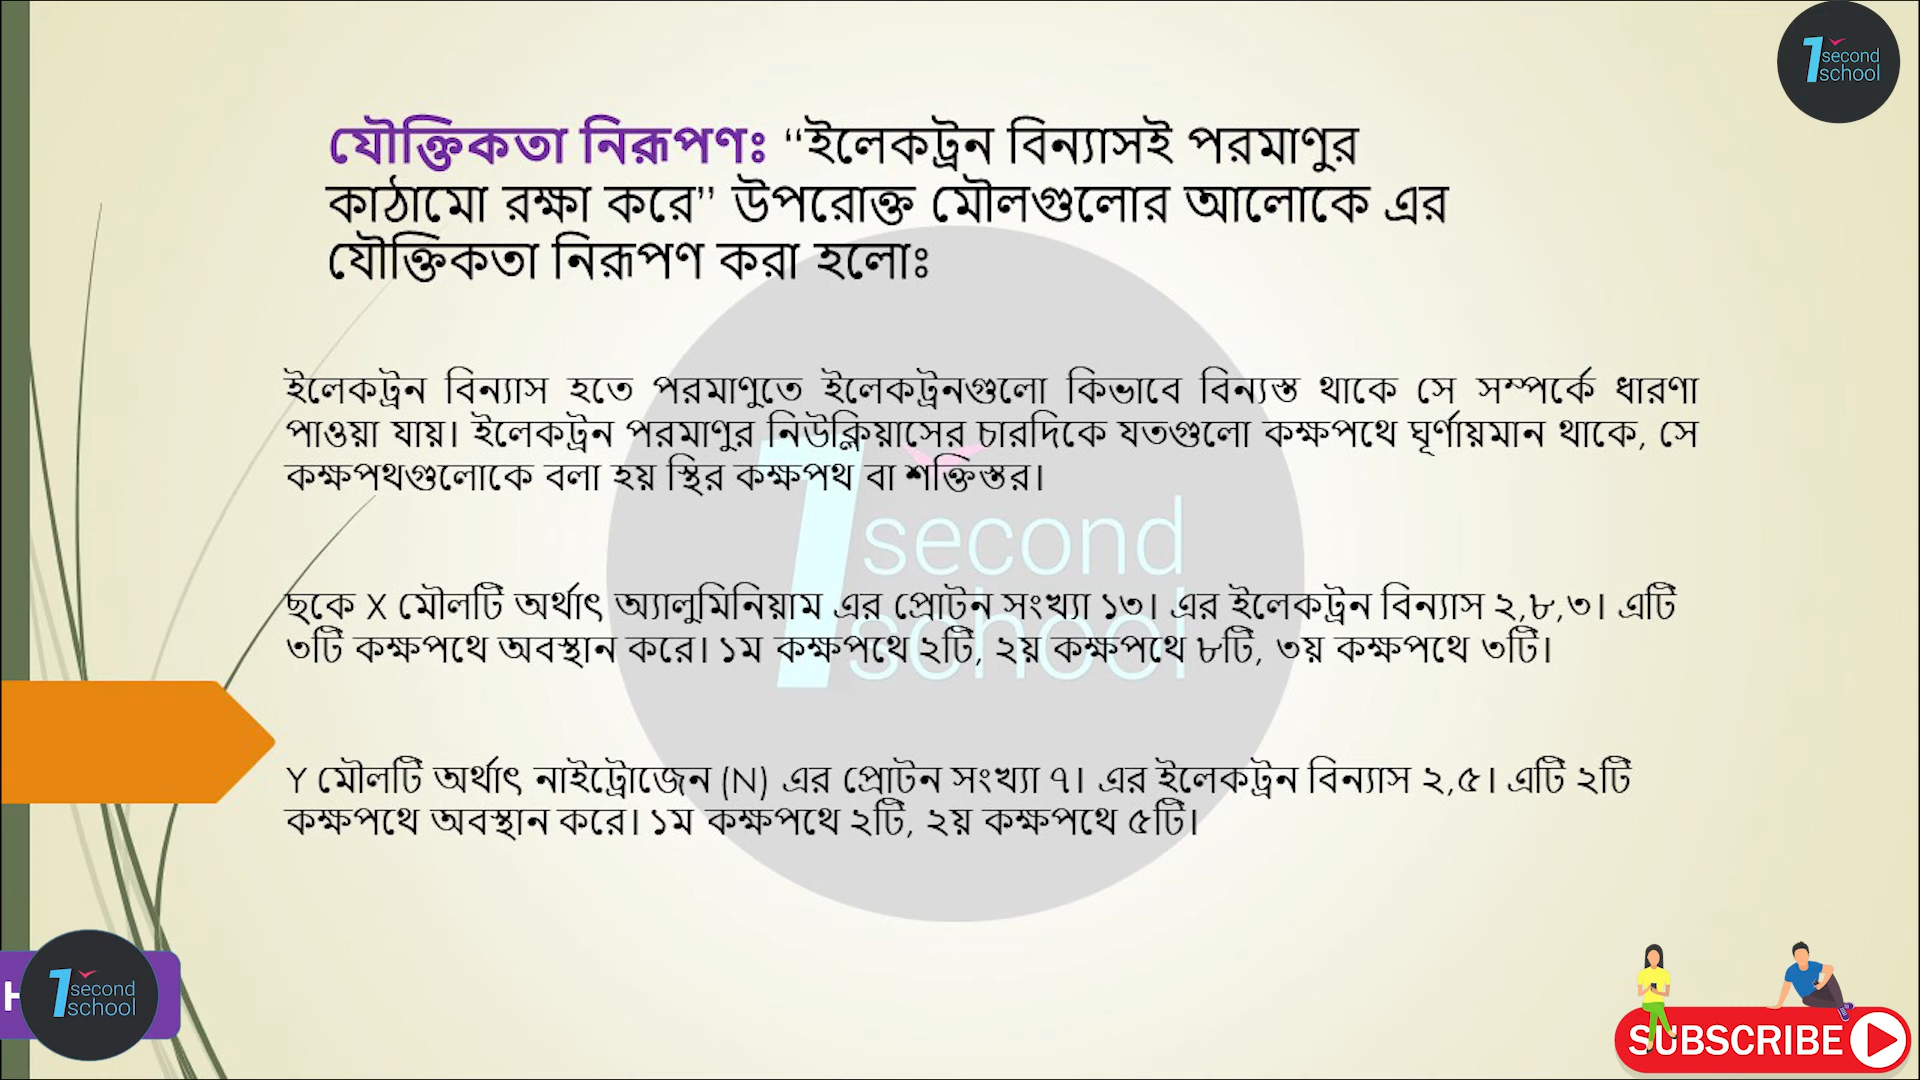 1 second
school
যৌক্তিকতা নিরূপণঃ “ইলেকট্রন বিন্যাসই পরমাণুর
কাঠামো রক্ষা করে” উপরোক্ত মৌলগুলোর আলোকে এর
যৌক্তিকতা নিরূপণ করা হলোঃ
ইলেকট্রন বিন্যাস হতে পরমাণুতে ইলেকট্রনগুলো কিভাবে বিন্যস্ত থাকে সে সম্পর্কে ধারণা
পাওয়া যায়। ইলেকট্রন পরমাণুর নিউক্লিয়াসের চারদিকে যতগুলো কক্ষপথে ঘূর্ণায়মান থাকে, সে
কক্ষপথগুলোকে বলা হয় স্থির কক্ষপথ বা শক্তিস্তর।
1 second
school
ছকে X মৌলটি অর্থাৎ অ্যালুমিনিয়াম এর প্রোটন সংখ্যা ১৩। এর ইলেকট্রন বিন্যাস ২,৮,৩। এটি
৩টি কক্ষপথে অবস্থান করে। ১ম কক্ষপথে ২টি, ২য় কক্ষপথে ৮টি, ৩য় কক্ষপথে ৩টি।
Y মৌলটি অর্থাৎ নাইট্রোজেন (N) এর প্রোটন সংখ্যা ৭। এর ইলেকট্রন বিন্যাস ২,৫। এটি ২টি
কক্ষপথে অবস্থান করে। ১ম কক্ষপথে ২টি, ২য় কক্ষপথে ৫টি।
1 second
school
SUBSCRIBE